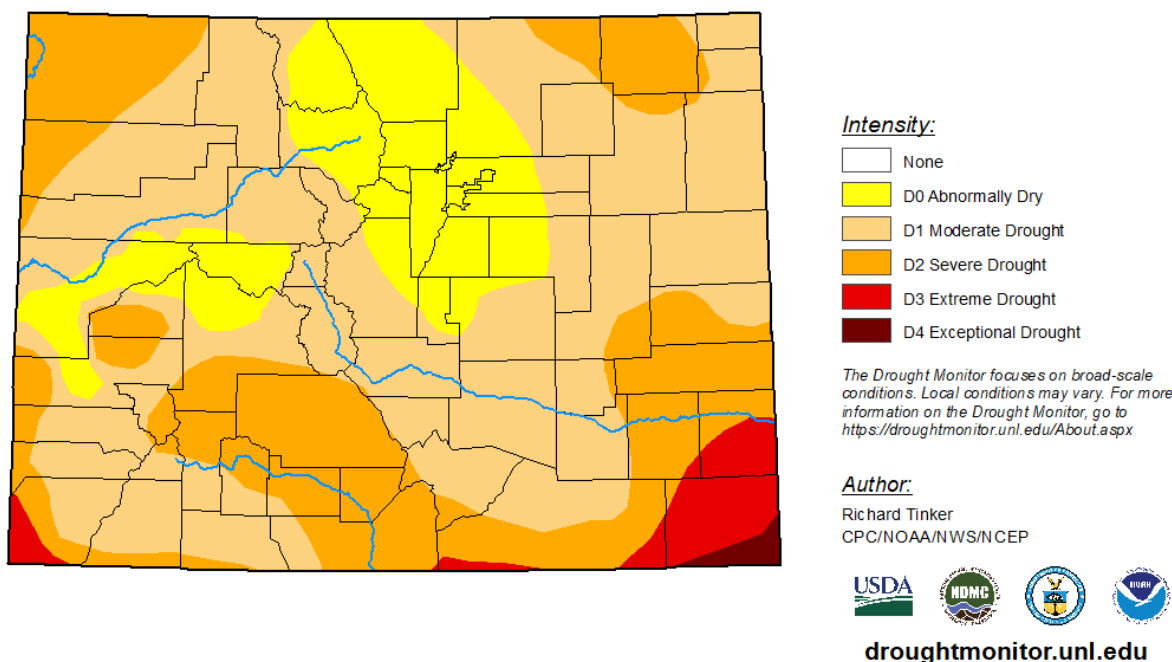 Intensity:
None
D0 Abnormally Dry
D1 Moderate Drought
D2 Severe Drought
D3 Extreme Drought
D4 Exceptional Drought
The Drought Monitor focuses on broad-scale
conditions. Local conditions may vary. For more
information on the Drought Monitor, go to
https://droughtmonitor.unl.edu/About.aspx
Author:
Richard Tinker
CPC/NOAA/NWS/NCEP
USDA
NDMC
NOAA
droughtmonitor.unl.edu